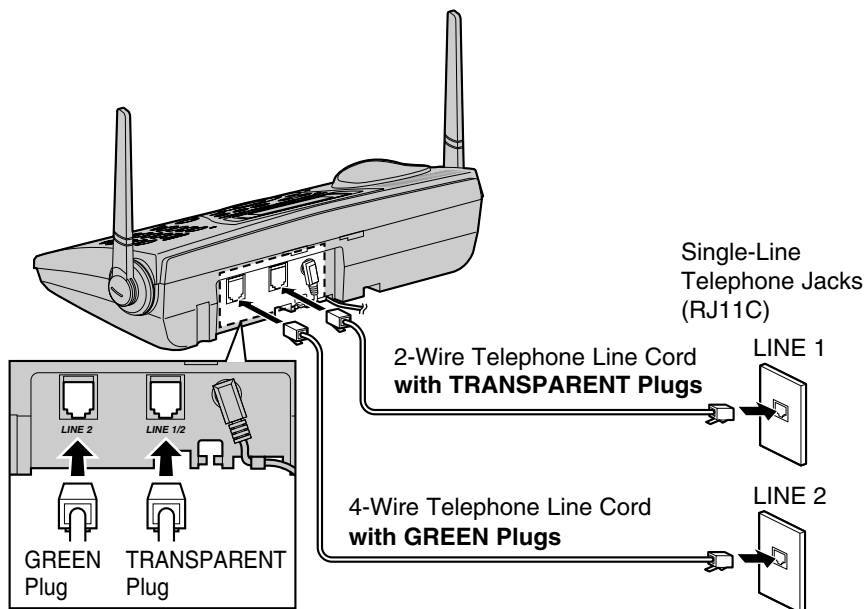 Single-Line
Telephone Jacks
(RJ11C)
LINE 1
2-Wire Telephone Line Cord
with TRANSPARENT Plugs
LINE 2
4-Wire Telephone Line Cord
with GREEN Plugs
LINE 2
LINE 1/2
GREEN
Plug
TRANSPARENT
Plug